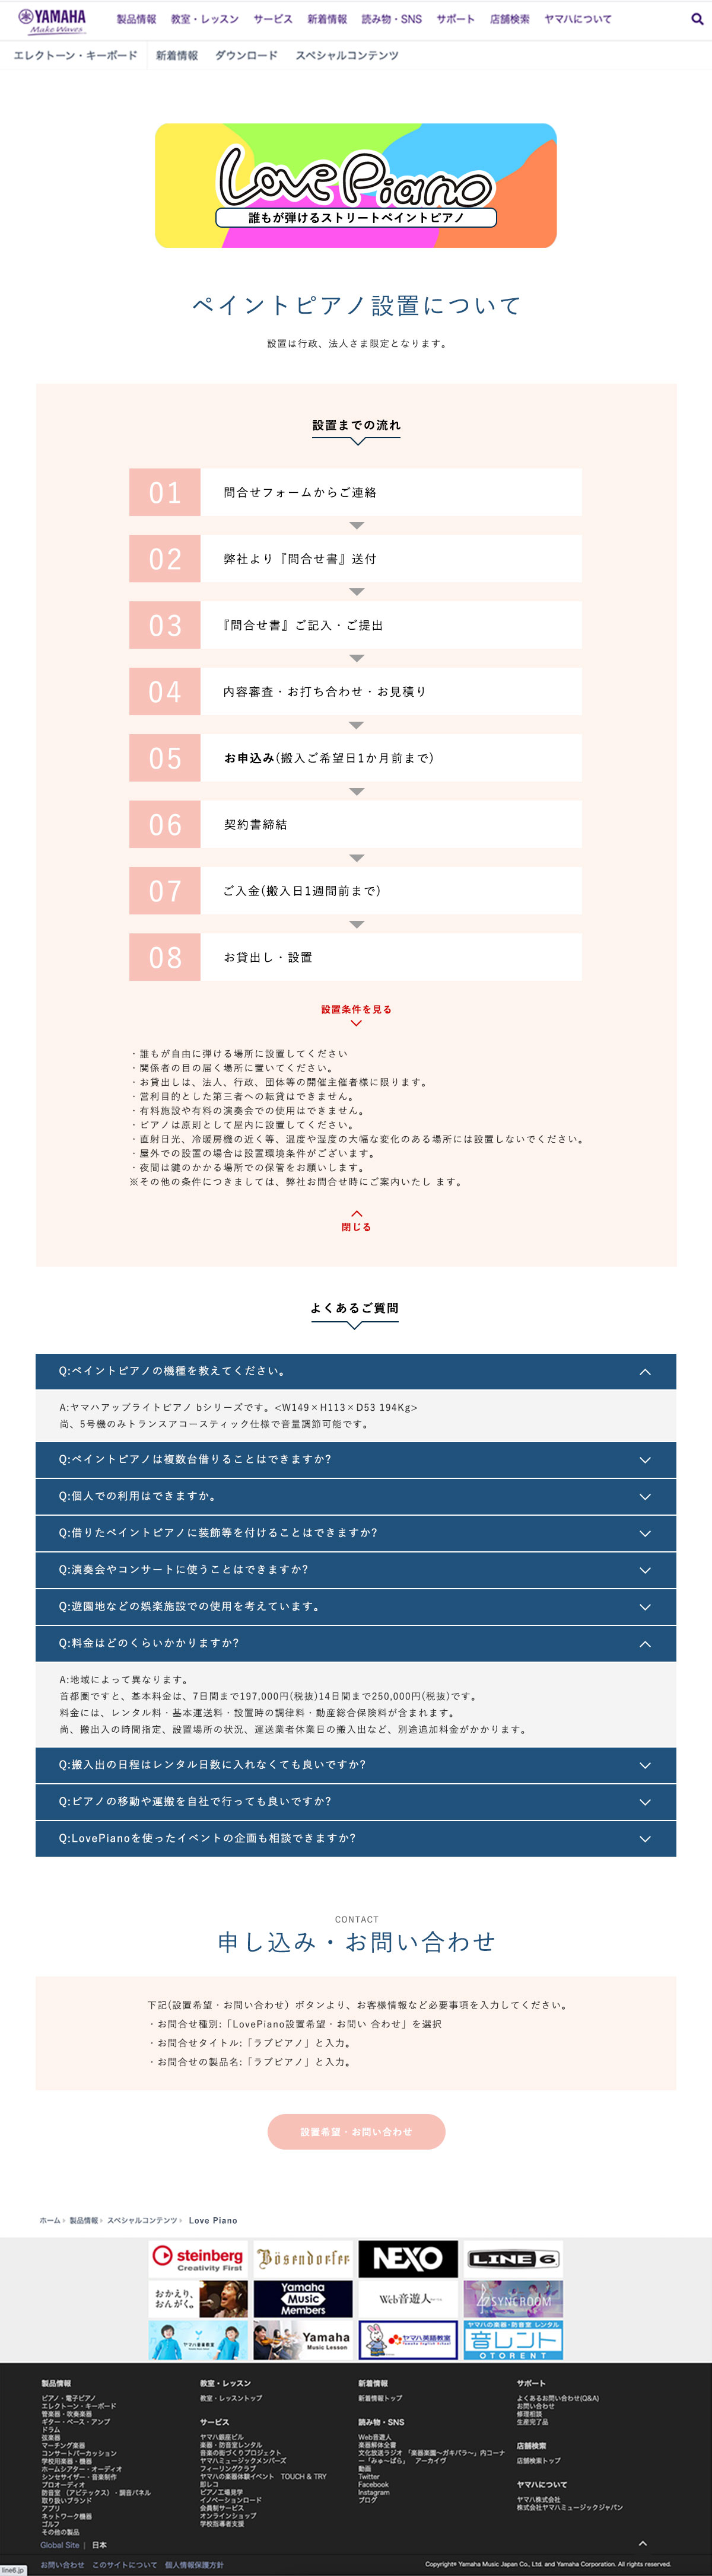 YAMAHA
Make Waves
製品情報 教室・レッスン サービス 新着情報 読み物・SNS サポート 店舗検索 ヤマハについて
エレクトーン・キーボード 新着情報 ダウンロード スペシャルコンテンツ
Love Piano
誰もが弾けるストリートペイントピアノ
ペイントピアノ設置について
設置は行政、法人さま限定となります。
設置までの流れ
01 問合せフォームからご連絡
02 弊社より『問合せ書』送付
03 『問合せ書』ご記入・ご提出
04 内容審査・お打ち合わせ・お見積り
05 お申込み(搬入ご希望日1か月前まで)
06 契約書締結
07 ご入金(搬入日1週間前まで)
08 お貸出し・設置
設置条件を見る
・誰もが自由に弾ける場所に設置してください
・関係者の目の届く場所に置いてください。
・お貸出しは、法人、行政、団体等の開催主催者様に限ります。
・営利目的とした第三者への転貸はできません。
・有料施設や有料の演奏会での使用はできません。
・ピアノは原則として屋内に設置してください。
・直射日光、冷暖房機の近く等、温度や湿度の大幅な変化のある場所には設置しないでください。
・屋外での設置の場合は設置環境条件がございます。
・夜間は鍵のかかる場所での保管をお願いします。
※その他の条件につきましては、弊社お問合せ時にご案内いたし ます。
閉じる
よくあるご質問
Q:ペイントピアノの機種を教えてください。
A:ヤマハアップライトピアノ bシリーズです。<W149×H113×D53 194Kg>
尚、5号機のみトランスアコースティック仕様で音量調節可能です。
Q:ペイントピアノは複数台借りることはできますか?
Q:個人での利用はできますか。
Q:借りたペイントピアノに装飾等を付けることはできますか?
Q:演奏会やコンサートに使うことはできますか?
Q:遊園地などの娯楽施設での使用を考えています。
Q:料金はどのくらいかかりますか?
A:地域によって異なります。
首都圏ですと、基本料金は、7日間まで197,000円(税抜)14日間まで250,000円(税抜)です。
料金には、レンタル料・基本運送料・設置時の調律料・動産総合保険料が含まれます。
尚、搬出入の時間指定、設置場所の状況、運送業者休業日の搬入出など、別途追加料金がかかります。
Q:搬入出の日程はレンタル日数に入れなくても良いですか?
Q:ピアノの移動や運搬を自社で行っても良いですか?
Q:LovePianoを使ったイベントの企画も相談できますか?
CONTACT
申し込み・お問い合わせ
下記(設置希望・お問い合わせ）ボタンより、お客様情報など必要事項を入力してください。
・お問合せ種別:「LovePiano設置希望・お問い 合わせ」を選択
・お問合せタイトル:「ラブピアノ」と入力。
・お問合せの製品名:「ラブピアノ」と入力。
設置希望・お問い合わせ
ホーム › 製品情報 › スペシャルコンテンツ › Love Piano
steinberg
Creativity First
Bösendorfer
NEXO
LINE 6
おかえり、
おんがく。
Yamaha
Music
Members
Web音遊人
SYNCROOM
ヤマハ音楽教室
Yamaha
Music Lesson
ヤマハ英語教室
ヤマハの楽器・防音室 レンタル
音レント
OTORENT
製品情報
ピアノ・電子ピアノ
エレクトーン・キーボード
管楽器・吹奏楽器
ギター・ベース・アンプ
ドラム
弦楽器
マーチング楽器
コンサートパーカッション
学校用楽器・機器
ホームシアター・オーディオ
シンセサイザー・音楽制作
プロオーディオ
防音室 （アビテックス）・調音パネル
取り扱いブランド
アプリ
ネットワーク機器
ゴルフ
その他の製品
教室・レッスン
教室・レッスントップ
サービス
ヤマハ銀座ビル
楽器・防音室レンタル
音楽の街づくりプロジェクト
ヤマハミュージックメンバーズ
フィーリングクラブ
ヤマハの楽器体験イベント　TOUCH & TRY
即レコ
ピアノ工場見学
イノベーションロード
会員制サービス
オンラインショップ
学校指導者支援
新着情報
新着情報トップ
読み物・SNS
Web音遊人
楽器解体全書
文化放送ラジオ 「楽器楽園～ガキパラ～」内コーナ
ー「みゅ～ぱら」　アーカイヴ
動画
Twitter
Facebook
Instagram
ブログ
サポート
よくあるお問い合わせ(Q&A)
お問い合わせ
修理相談
生産完了品
店舗検索
店舗検索トップ
ヤマハについて
ヤマハ株式会社
株式会社ヤマハミュージックジャパン
Global Site | 日本
お問い合わせ このサイトについて 個人情報保護方針
Copyright© Yamaha Music Japan Co., Ltd. and Yamaha Corporation. All rights reserved.
line6.jp